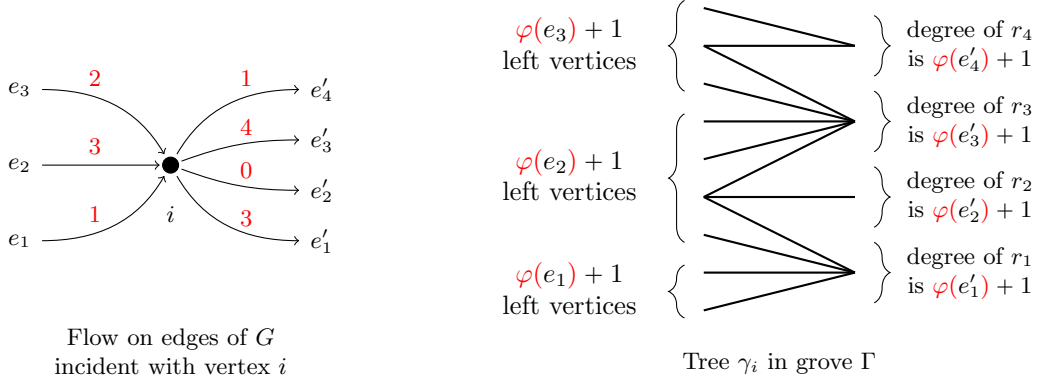 e₃
2
e₂
3
e₁
1
i
1
e′₄
4
e′₃
0
e′₂
3
e′₁
Flow on edges of G
incident with vertex i
φ(e₃) + 1
left vertices
φ(e₂) + 1
left vertices
φ(e₁) + 1
left vertices
degree of r₄
is φ(e′₄) + 1
degree of r₃
is φ(e′₃) + 1
degree of r₂
is φ(e′₂) + 1
degree of r₁
is φ(e′₁) + 1
Tree γᵢ in grove Γ